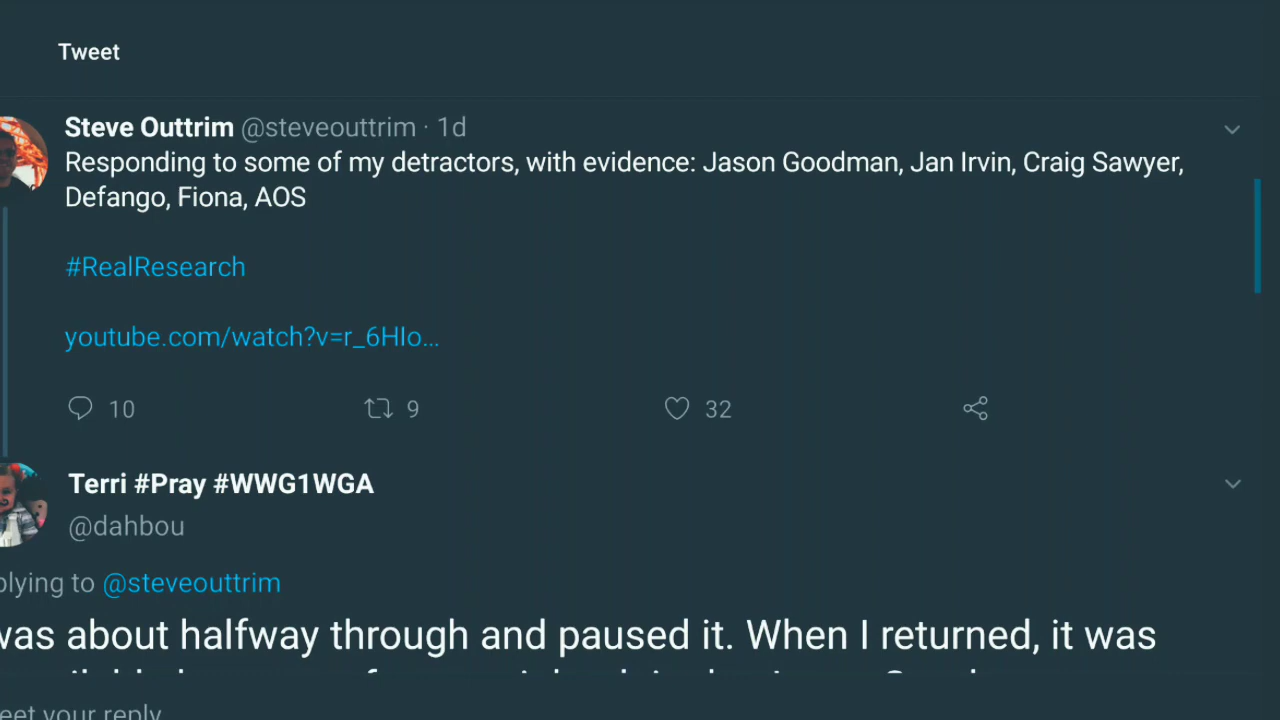 Tweet
Steve Outtrim @steveouttrim · 1d
Responding to some of my detractors, with evidence: Jason Goodman, Jan Irvin, Craig Sawyer,
Defango, Fiona, AOS
#RealResearch
youtube.com/watch?v=r_6HIo...
10 9 32
Terri #Pray #WWG1WGA
@dahbou
plying to @steveouttrim
was about halfway through and paused it. When I returned, it was
eet your reply